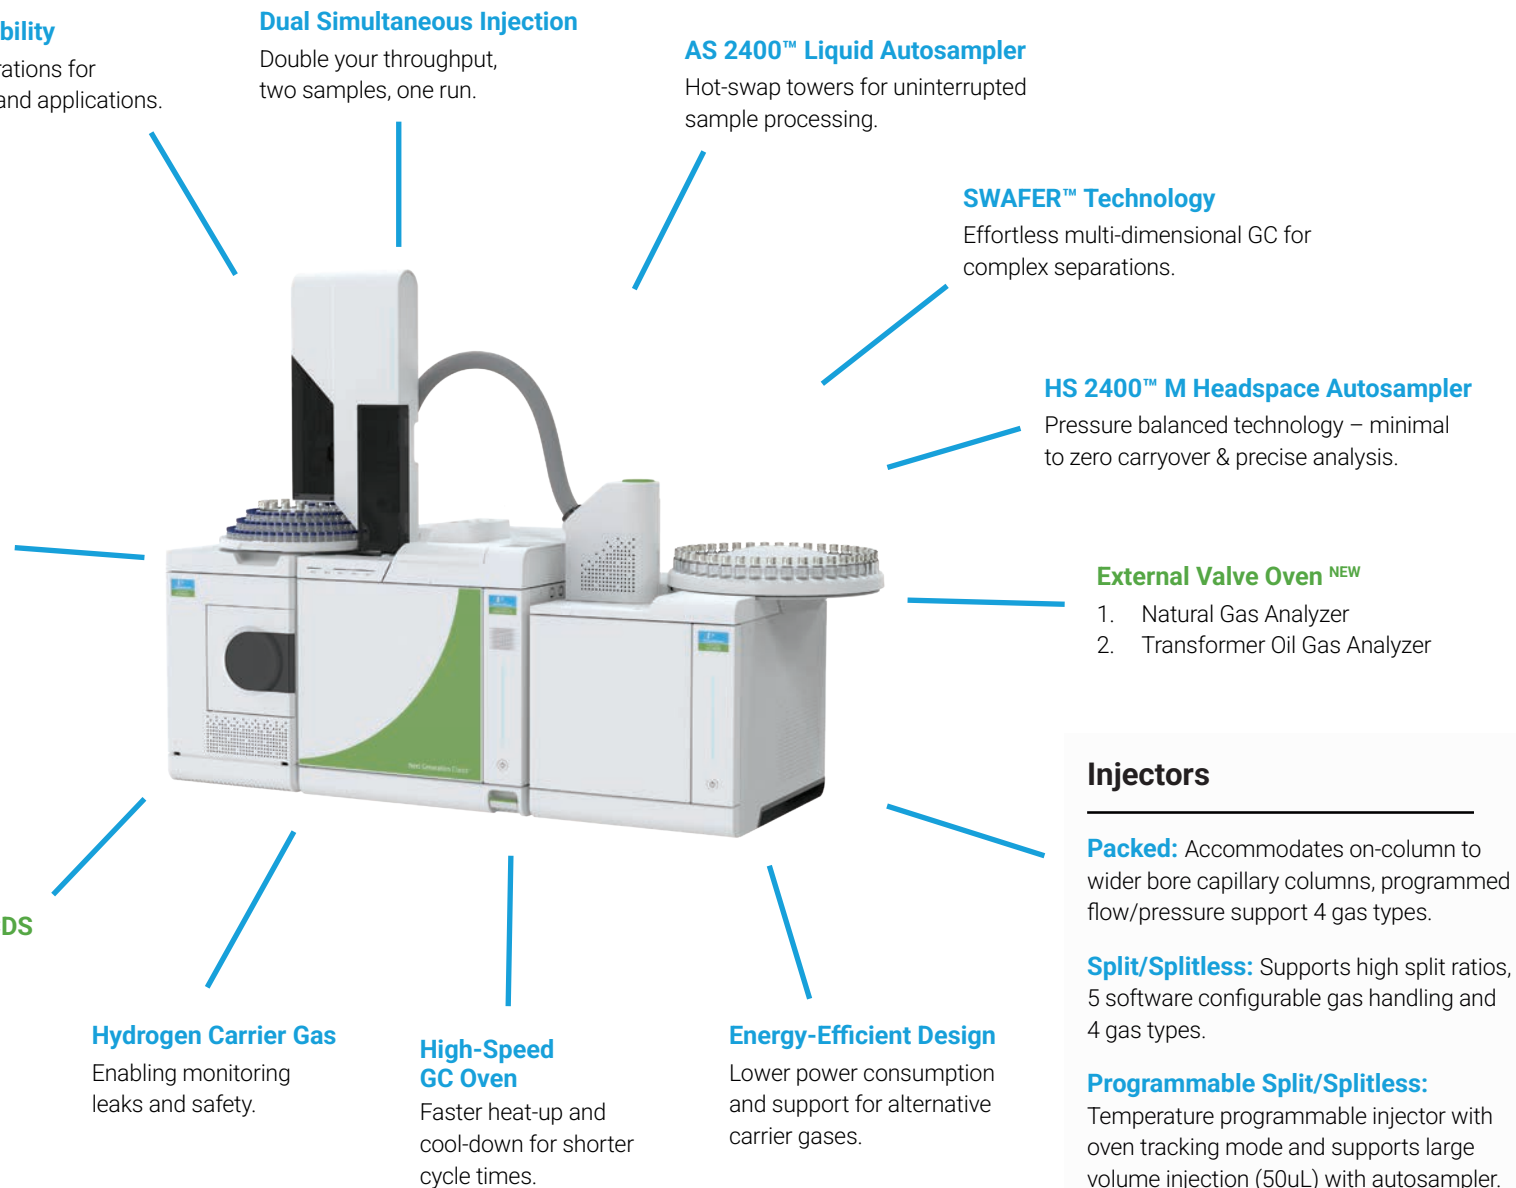 bility
rations for
and applications.
Dual Simultaneous Injection
Double your throughput,
two samples, one run.
AS 2400™ Liquid Autosampler
Hot-swap towers for uninterrupted
sample processing.
SWAFER™ Technology
Effortless multi-dimensional GC for
complex separations.
HS 2400™ M Headspace Autosampler
Pressure balanced technology – minimal
to zero carryover & precise analysis.
External Valve Oven NEW
1. Natural Gas Analyzer
2. Transformer Oil Gas Analyzer
Next Generation Clarus
DS
Hydrogen Carrier Gas
Enabling monitoring
leaks and safety.
High-Speed
GC Oven
Faster heat-up and
cool-down for shorter
cycle times.
Energy-Efficient Design
Lower power consumption
and support for alternative
carrier gases.
Injectors
Packed: Accommodates on-column to
wider bore capillary columns, programmed
flow/pressure support 4 gas types.
Split/Splitless: Supports high split ratios,
5 software configurable gas handling and
4 gas types.
Programmable Split/Splitless:
Temperature programmable injector with
oven tracking mode and supports large
volume injection (50uL) with autosampler.